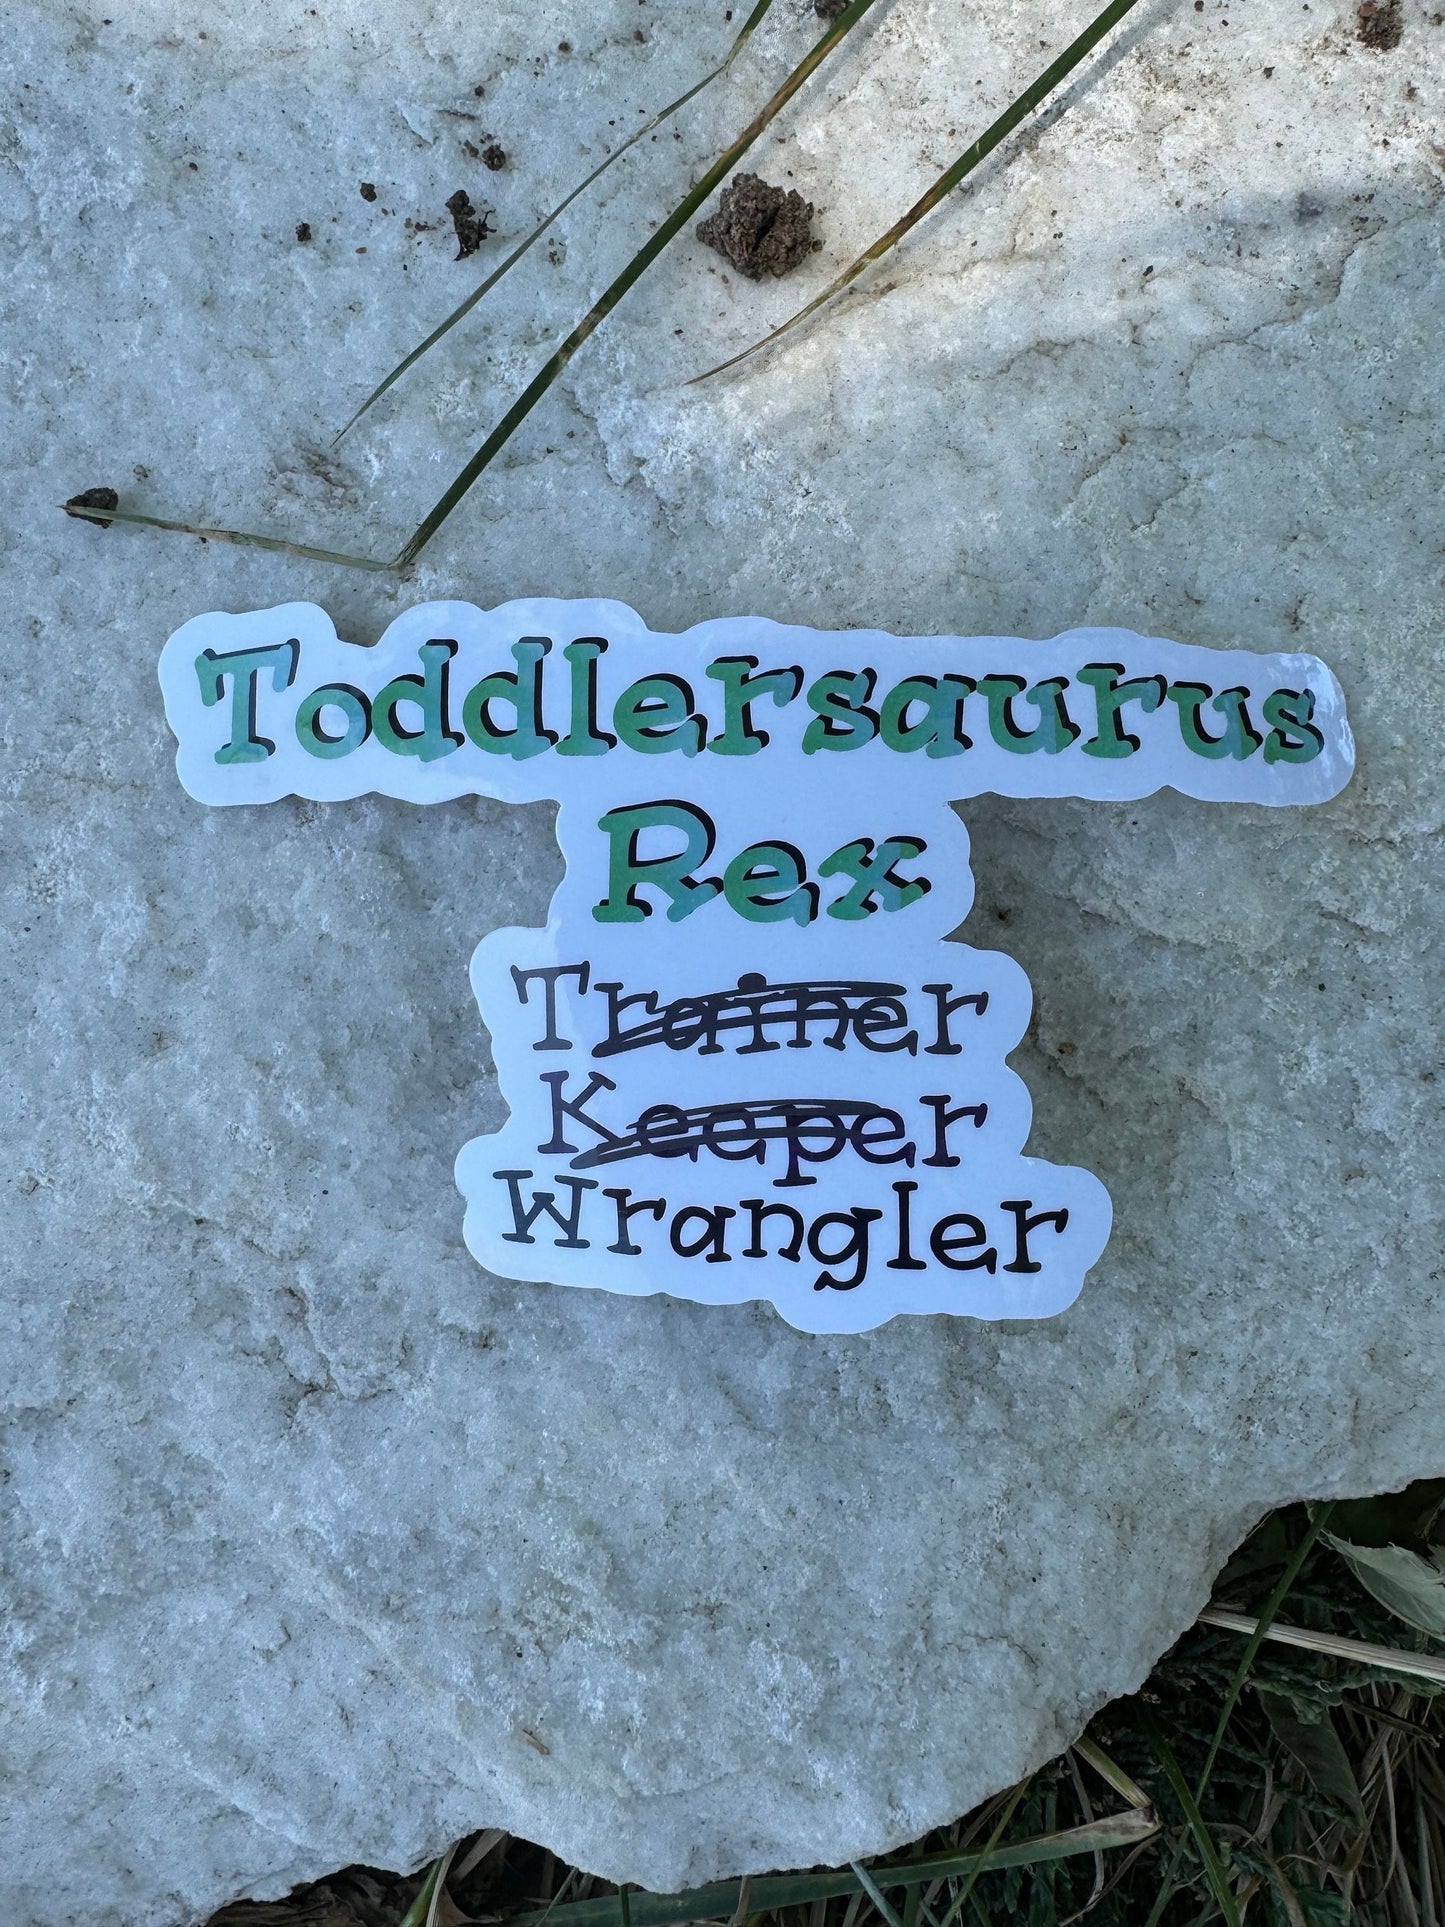 Toddlersaurus
Rex
Trainer
Keeper
Wrangler